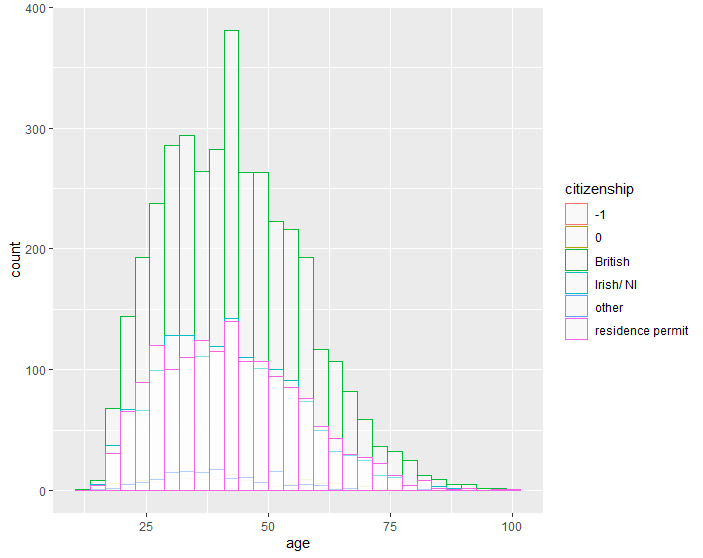 400
300
200
100
0
count
25
50
75
100
age
citizenship
-1
0
British
Irish/ NI
other
residence permit